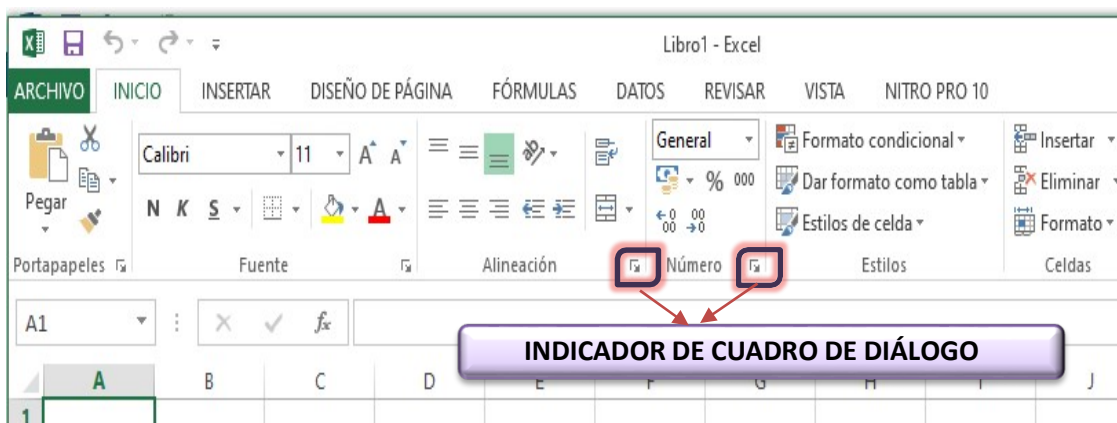 Libro1 - Excel
ARCHIVO INICIO INSERTAR DISEÑO DE PÁGINA FÓRMULAS DATOS REVISAR VISTA NITRO PRO 10
Pegar
Calibri 11 A A
N K S A
General
% 000
Formato condicional
Dar formato como tabla
Estilos de celda
Insertar
Eliminar
Formato
Portapapeles Fuente Alineación Número Estilos Celdas
A1 fx
INDICADOR DE CUADRO DE DIÁLOGO
A B C D E F G H I J
1